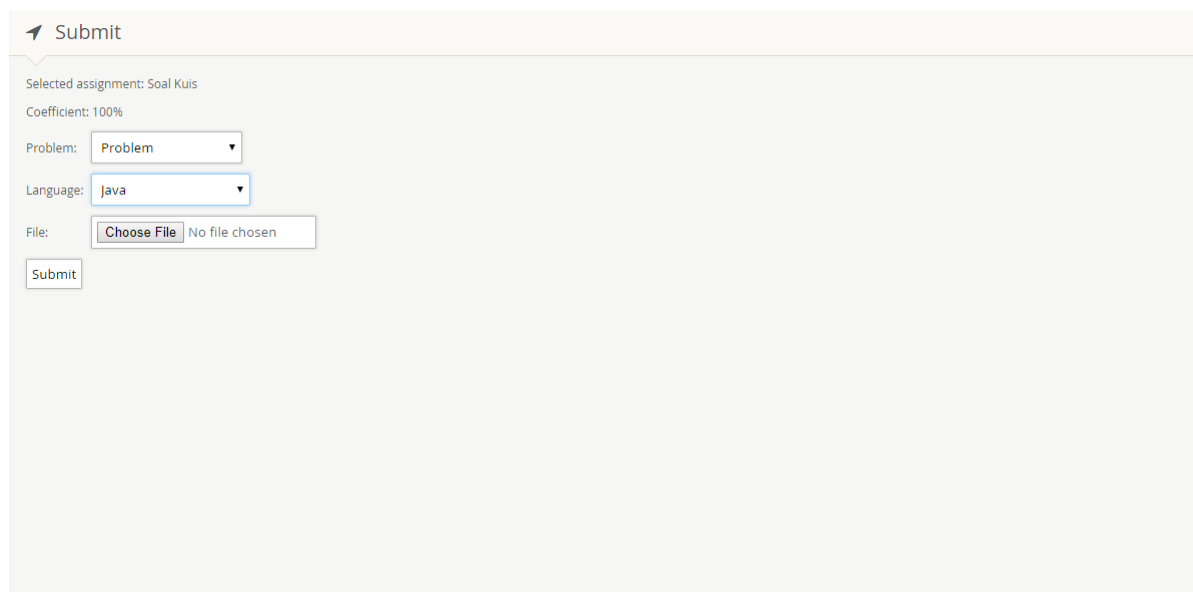 Submit
Selected assignment: Soal Kuis
Coefficient: 100%
Problem: Problem
Language: Java
File: Choose File No file chosen
Submit